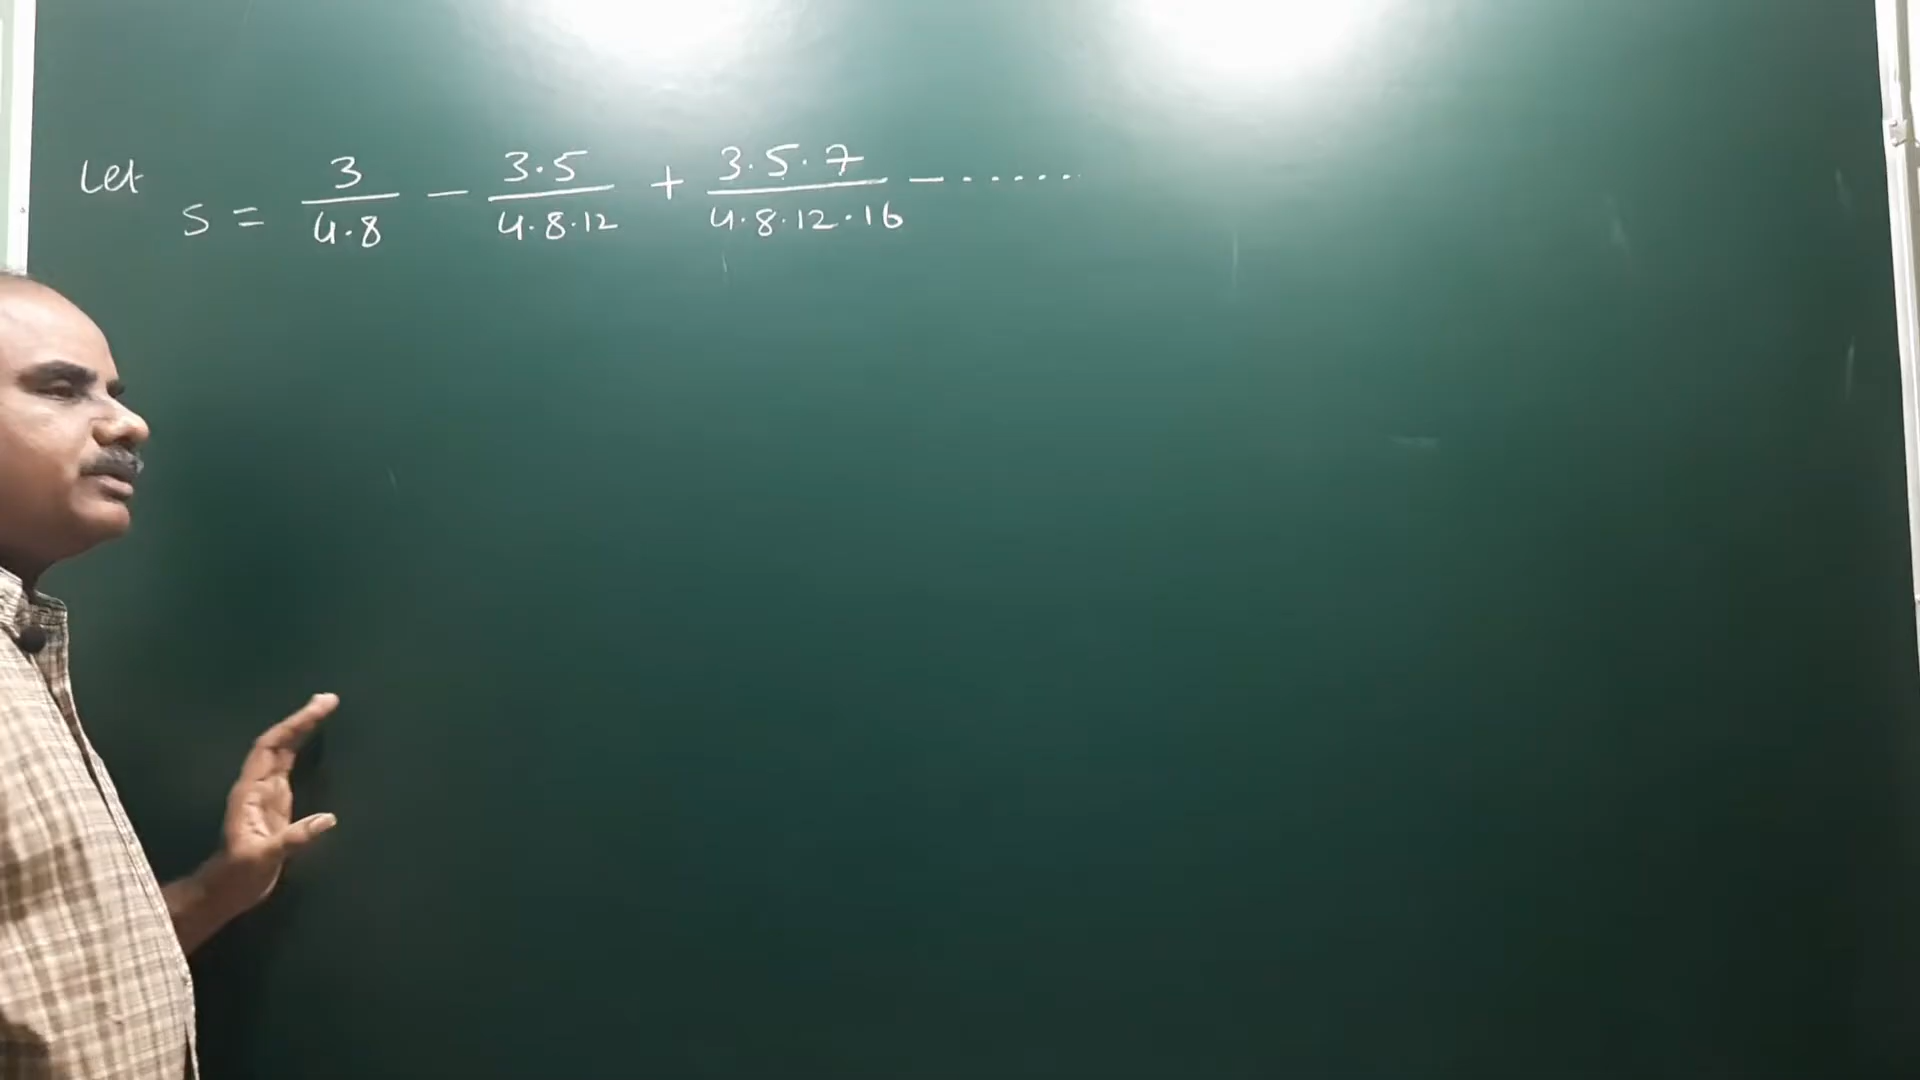 Let
S = 3/(4·8) − (3·5)/(4·8·12) + (3·5·7)/(4·8·12·16) − ......